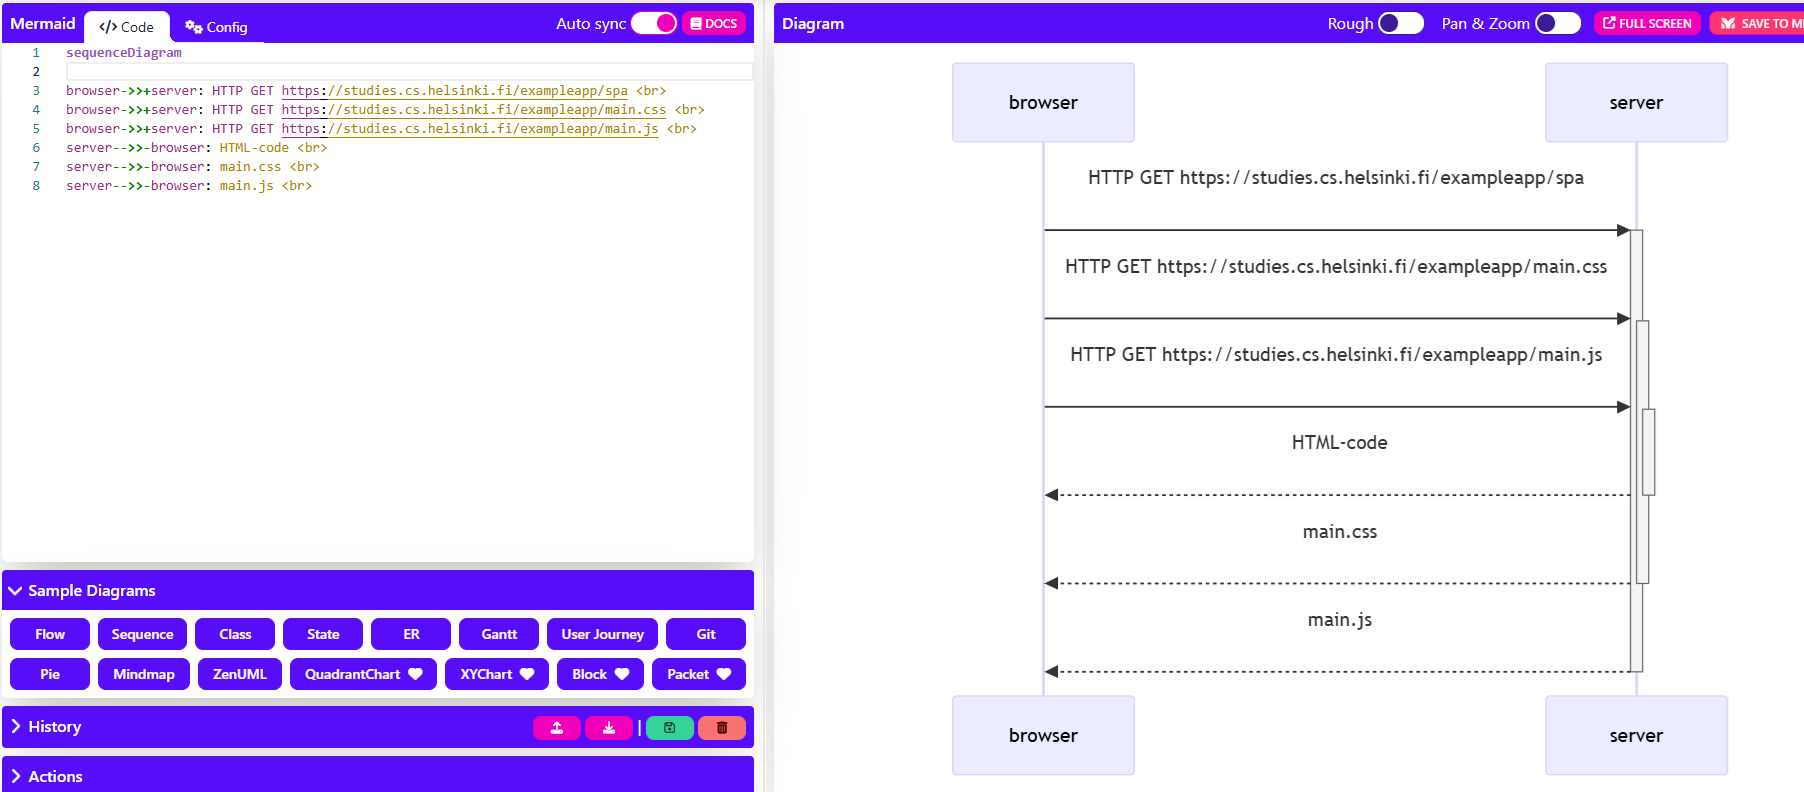 Mermaid
Code
Config
Auto sync
DOCS
1 sequenceDiagram
2
3 browser->>+server: HTTP GET https://studies.cs.helsinki.fi/exampleapp/spa <br>
4 browser->>+server: HTTP GET https://studies.cs.helsinki.fi/exampleapp/main.css <br>
5 browser->>+server: HTTP GET https://studies.cs.helsinki.fi/exampleapp/main.js <br>
6 server-->>-browser: HTML-code <br>
7 server-->>-browser: main.css <br>
8 server-->>-browser: main.js <br>
Sample Diagrams
Flow Sequence Class State ER Gantt User Journey Git
Pie Mindmap ZenUML QuadrantChart XYChart Block Packet
History
Actions
Diagram
Rough
Pan & Zoom
FULL SCREEN
SAVE TO M
browser server
HTTP GET https://studies.cs.helsinki.fi/exampleapp/spa
HTTP GET https://studies.cs.helsinki.fi/exampleapp/main.css
HTTP GET https://studies.cs.helsinki.fi/exampleapp/main.js
HTML-code
main.css
main.js
browser server